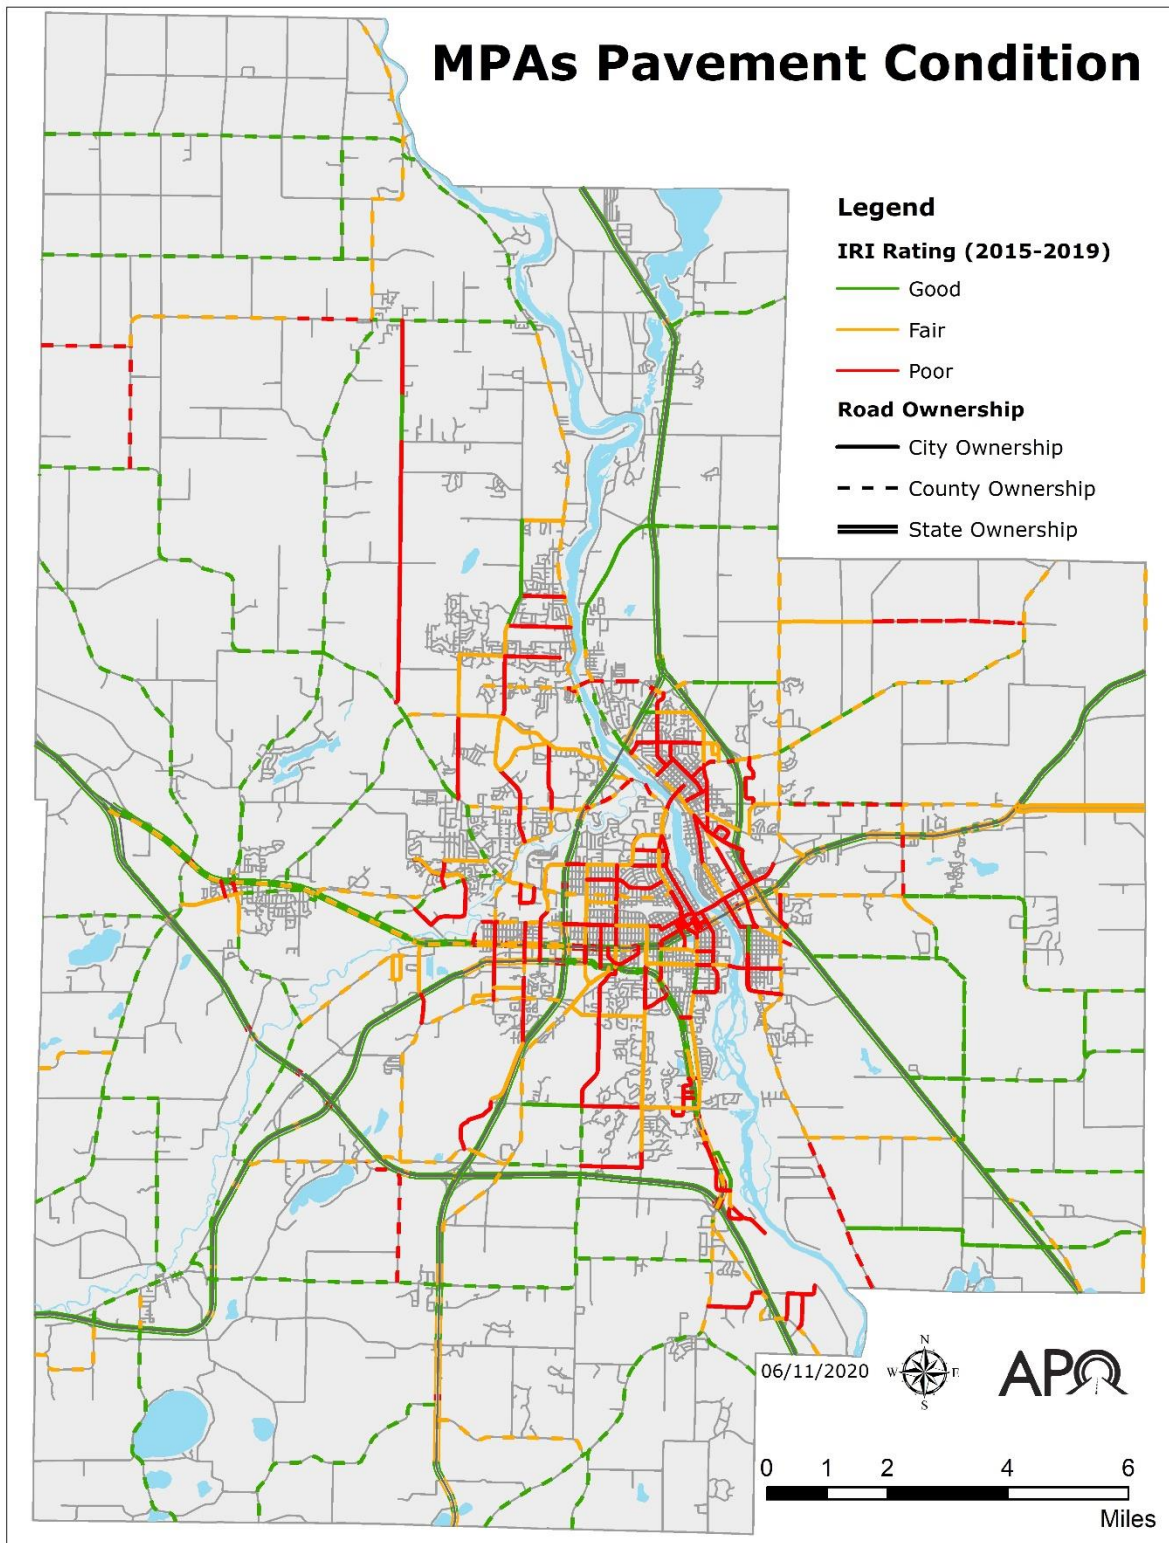 MPAs Pavement Condition
Legend
IRI Rating (2015-2019)
Good
Fair
Poor
Road Ownership
City Ownership
County Ownership
State Ownership
06/11/2020
N
W E
S
APO
0 1 2 4 6
Miles